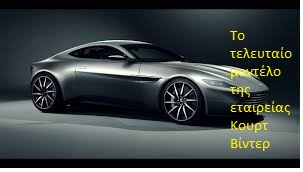 Το
τελευταίο
μοντέλο
της
εταιρείας
Κουρτ
Βίντερ